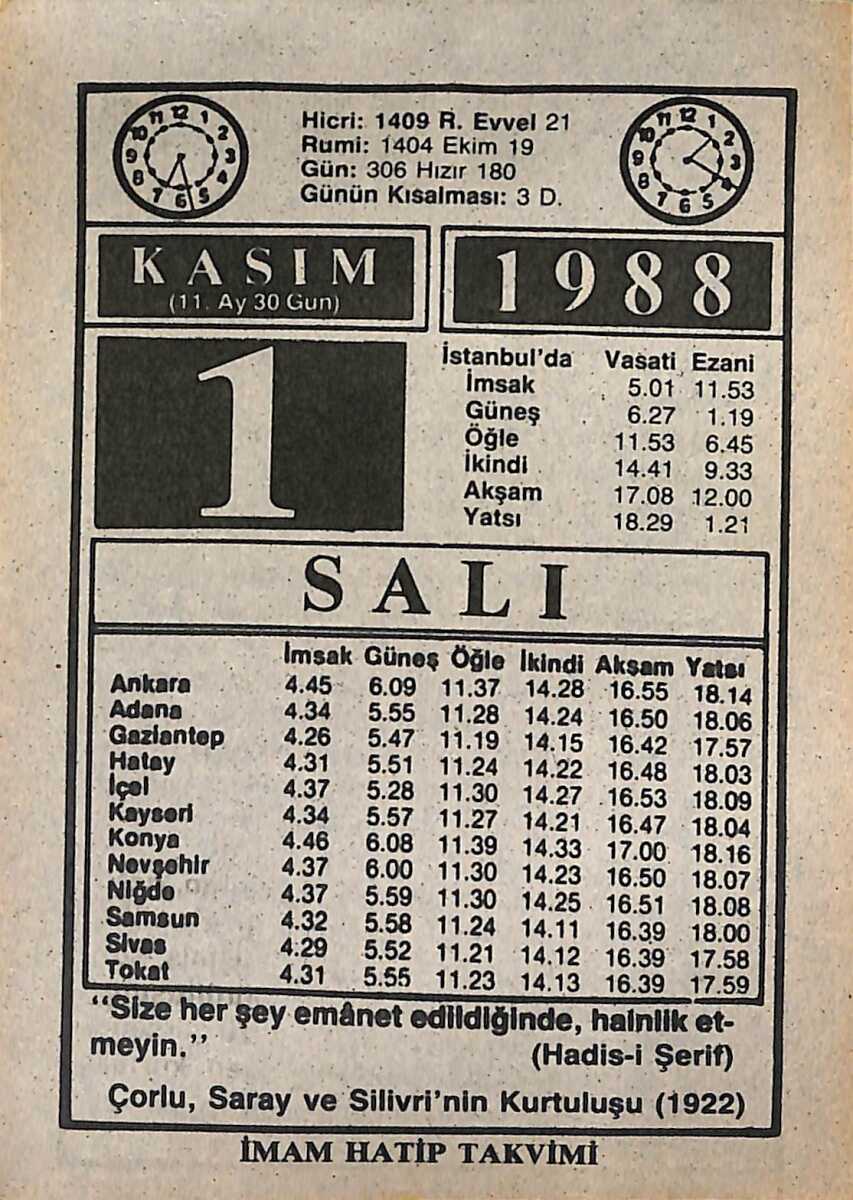 Hicri: 1409 R. Evvel 21
Rumi: 1404 Ekim 19
Gün: 306 Hızır 180
Günün Kısalması: 3 D.
KASIM
(11. Ay 30 Gun)
1988
1
İstanbul'da Vasati Ezani
İmsak 5.01 11.53
Güneş 6.27 1.19
Öğle 11.53 6.45
İkindi 14.41 9.33
Akşam 17.08 12.00
Yatsı 18.29 1.21
SALI
İmsak Güneş Öğle İkindi Akşam Yatsı
Ankara 4.45 6.09 11.37 14.28 16.55 18.14
Adana 4.34 5.55 11.28 14.24 16.50 18.06
Gaziantep 4.26 5.47 11.19 14.15 16.42 17.57
Hatay 4.31 5.51 11.24 14.22 16.48 18.03
İçel 4.37 5.28 11.30 14.27 16.53 18.09
Kayseri 4.34 5.57 11.27 14.21 16.47 18.04
Konya 4.46 6.08 11.39 14.33 17.00 18.16
Nevşehir 4.37 6.00 11.30 14.23 16.50 18.07
Niğde 4.37 5.59 11.30 14.25 16.51 18.08
Samsun 4.32 5.58 11.24 14.11 16.39 18.00
Sivas 4.29 5.52 11.21 14.12 16.39 17.58
Tokat 4.31 5.55 11.23 14.13 16.39 17.59
"Size her şey emânet edildiğinde, hainlik et-
meyin."
(Hadis-i Şerif)
Çorlu, Saray ve Silivri'nin Kurtuluşu (1922)
İMAM HATİP TAKVİMİ